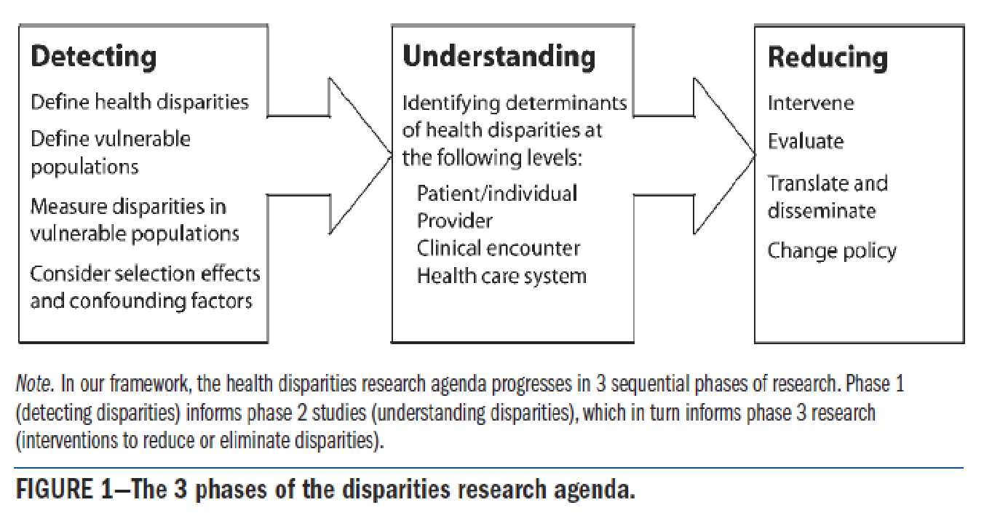 Detecting
Define health disparities
Define vulnerable
populations
Measure disparities in
vulnerable populations
Consider selection effects
and confounding factors
Understanding
Identifying determinants
of health disparities at
the following levels:
Patient/individual
Provider
Clinical encounter
Health care system
Reducing
Intervene
Evaluate
Translate and
disseminate
Change policy
Note. In our framework, the health disparities research agenda progresses in 3 sequential phases of research. Phase 1
(detecting disparities) informs phase 2 studies (understanding disparities), which in turn informs phase 3 research
(interventions to reduce or eliminate disparities).
FIGURE 1—The 3 phases of the disparities research agenda.